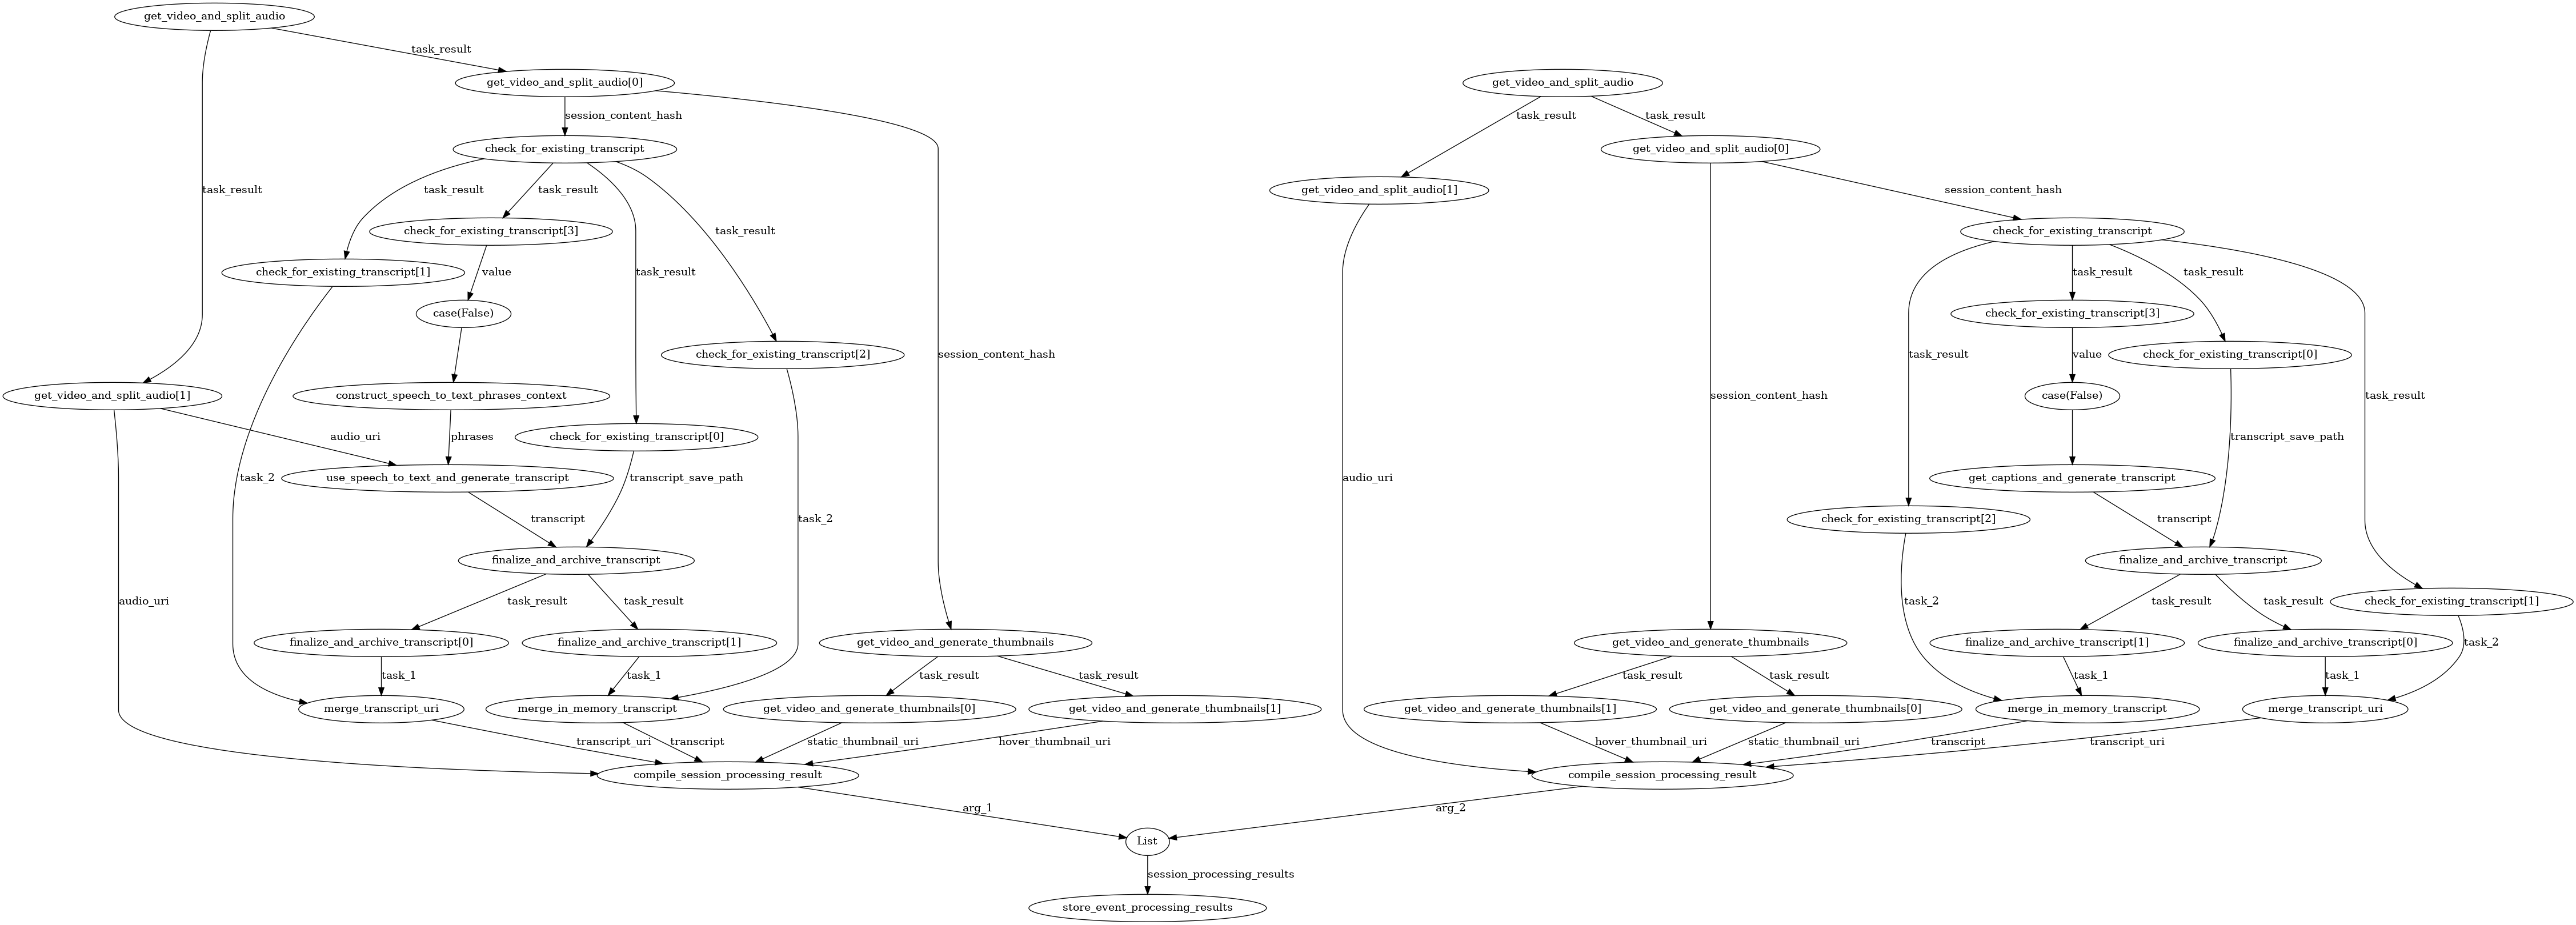 get_video_and_split_audio
task_result
get_video_and_split_audio[0]
get_video_and_split_audio
session_content_hash
task_result
task_result
check_for_existing_transcript
get_video_and_split_audio[0]
task_result
task_result
task_result
get_video_and_split_audio[1]
session_content_hash
check_for_existing_transcript[3]
task_result
check_for_existing_transcript
check_for_existing_transcript[1]
value
task_result
task_result
task_result
case(False)
check_for_existing_transcript[3]
check_for_existing_transcript[2]
session_content_hash
task_result
value
check_for_existing_transcript[0]
get_video_and_split_audio[1]
construct_speech_to_text_phrases_context
session_content_hash
case(False)
task_result
audio_uri
phrases
check_for_existing_transcript[0]
transcript_save_path
task_2
use_speech_to_text_and_generate_transcript
transcript_save_path
audio_uri
get_captions_and_generate_transcript
transcript
task_2
check_for_existing_transcript[2]
transcript
finalize_and_archive_transcript
finalize_and_archive_transcript
audio_uri
task_result
task_result
task_2
task_result
task_result
check_for_existing_transcript[1]
finalize_and_archive_transcript[0]
finalize_and_archive_transcript[1]
get_video_and_generate_thumbnails
get_video_and_generate_thumbnails
finalize_and_archive_transcript[1]
finalize_and_archive_transcript[0]
task_2
task_1
task_1
task_result
task_result
task_result
task_result
task_1
task_1
merge_transcript_uri
merge_in_memory_transcript
get_video_and_generate_thumbnails[0]
get_video_and_generate_thumbnails[1]
get_video_and_generate_thumbnails[1]
get_video_and_generate_thumbnails[0]
merge_in_memory_transcript
merge_transcript_uri
transcript_uri
transcript
static_thumbnail_uri
hover_thumbnail_uri
hover_thumbnail_uri
static_thumbnail_uri
transcript
transcript_uri
compile_session_processing_result
compile_session_processing_result
arg_1
arg_2
List
session_processing_results
store_event_processing_results